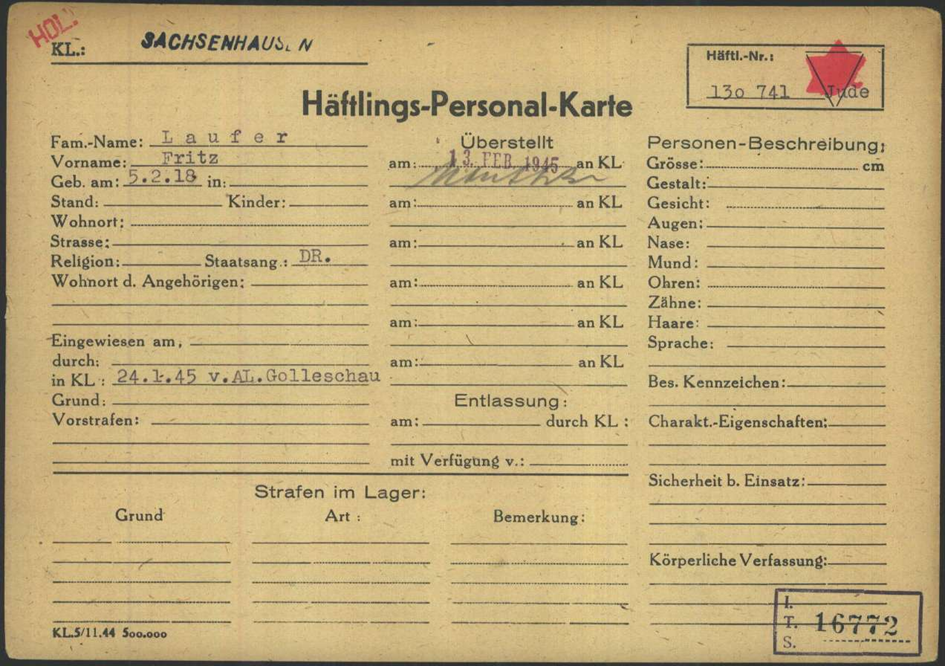 HOL.
KL.: SACHSENHAUSEN
Häftl.-Nr.:
13o 741 Jude
Häftlings-Personal-Karte
Fam.-Name: Laufer
Vorname: Fritz
Geb. am: 5.2.18 in:
Stand: Kinder:
Wohnort:
Strasse:
Religion: Staatsang.: DR.
Wohnort d. Angehörigen:
Eingewiesen am,
durch:
in KL: 24.1.45 v.AL.Golleschau
Grund:
Vorstrafen:
Überstellt
am: 13. FEB. 1945 an KL
am: an KL
am: an KL
am: an KL
am: an KL
am: an KL
Entlassung:
am: durch KL:
mit Verfügung v.:
Personen-Beschreibung:
Grösse: cm
Gestalt:
Gesicht:
Augen:
Nase:
Mund:
Ohren:
Zähne:
Haare:
Sprache:
Bes. Kennzeichen:
Charakt.-Eigenschaften:
Sicherheit b. Einsatz:
Körperliche Verfassung:
Strafen im Lager:
Grund Art: Bemerkung:
KL.5/11.44 500.000
I.
T. 16772
S.